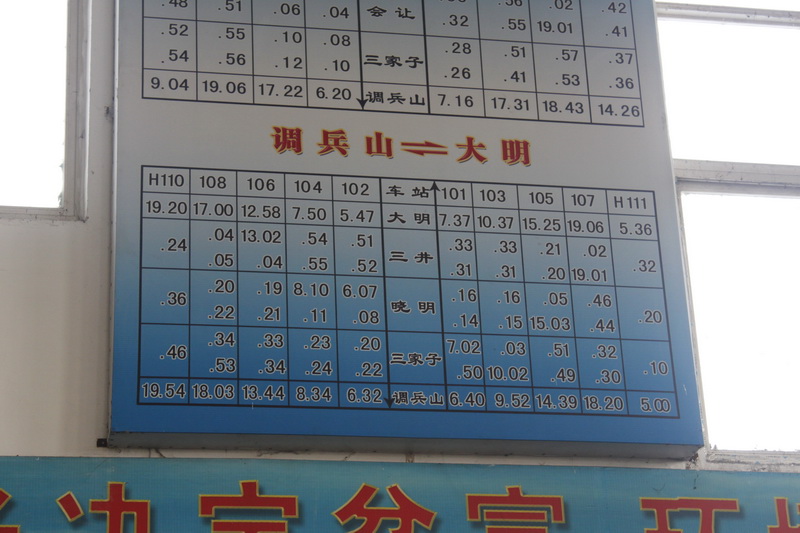 .48 .51 .06 .04 会让 .56 .02 .42
.52 .55 .10 .08 .32 .55 19.01 .41
.54 .56 .12 .10 三家子 .28 .51 .57 .37
.26 .41 .53 .36
9.04 19.06 17.22 6.20 调兵山 7.16 17.31 18.43 14.26
调兵山⇌大明
H110 108 106 104 102 车站 101 103 105 107 H111
19.20 17.00 12.58 7.50 5.47 大明 7.37 10.37 15.25 19.06 5.36
.24 .04 13.02 .54 .51 三井 .33 .33 .21 .02 .32
.05 .04 .55 .52 .31 .31 .20 19.01
.36 .20 .19 8.10 6.07 晓明 .16 .16 .05 .46 .20
.22 .21 .11 .08 .14 .15 15.03 .44
.46 .34 .33 .23 .20 三家子 7.02 .03 .51 .32 .10
.53 .34 .24 .22 .50 10.02 .49 .30
19.54 18.03 13.44 8.34 6.32 调兵山 6.40 9.52 14.39 18.20 5.00
边宝盆富 环